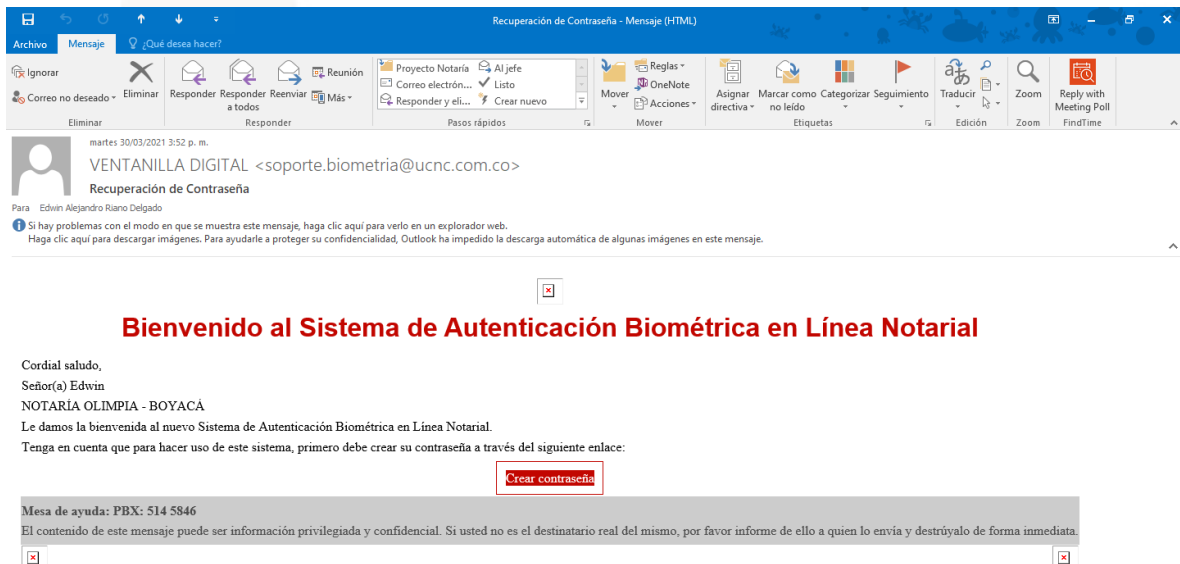 Recuperación de Contraseña - Mensaje (HTML)
Archivo Mensaje ¿Qué desea hacer?
Ignorar
Correo no deseado
Eliminar
Eliminar
Responder Responder a todos Reenviar
Reunión
Más
Responder
Proyecto Notaría Al jefe
Correo electrón... Listo
Responder y eli... Crear nuevo
Pasos rápidos
Mover
Reglas
OneNote
Acciones
Mover
Asignar directiva
Marcar como no leído
Categorizar Seguimiento
Etiquetas
Traducir
Edición
Zoom
Zoom
Reply with Meeting Poll
FindTime
martes 30/03/2021 3:52 p. m.
VENTANILLA DIGITAL <soporte.biometria@ucnc.com.co>
Recuperación de Contraseña
Para Edwin Alejandro Riano Delgado
Si hay problemas con el modo en que se muestra este mensaje, haga clic aquí para verlo en un explorador web.
Haga clic aquí para descargar imágenes. Para ayudarle a proteger su confidencialidad, Outlook ha impedido la descarga automática de algunas imágenes en este mensaje.
Bienvenido al Sistema de Autenticación Biométrica en Línea Notarial
Cordial saludo,
Señor(a) Edwin
NOTARÍA OLIMPIA - BOYACÁ
Le damos la bienvenida al nuevo Sistema de Autenticación Biométrica en Línea Notarial.
Tenga en cuenta que para hacer uso de este sistema, primero debe crear su contraseña a través del siguiente enlace:
Crear contraseña
Mesa de ayuda: PBX: 514 5846
El contenido de este mensaje puede ser información privilegiada y confidencial. Si usted no es el destinatario real del mismo, por favor informe de ello a quien lo envía y destrúyalo de forma inmediata.